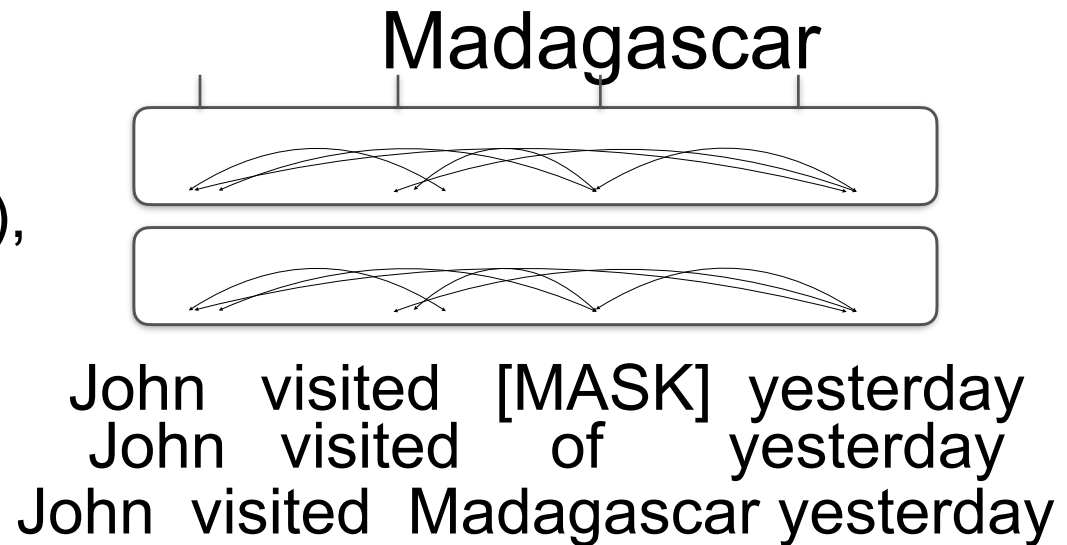 Madagascar
),
John visited [MASK] yesterday
John visited of yesterday
John visited Madagascar yesterday